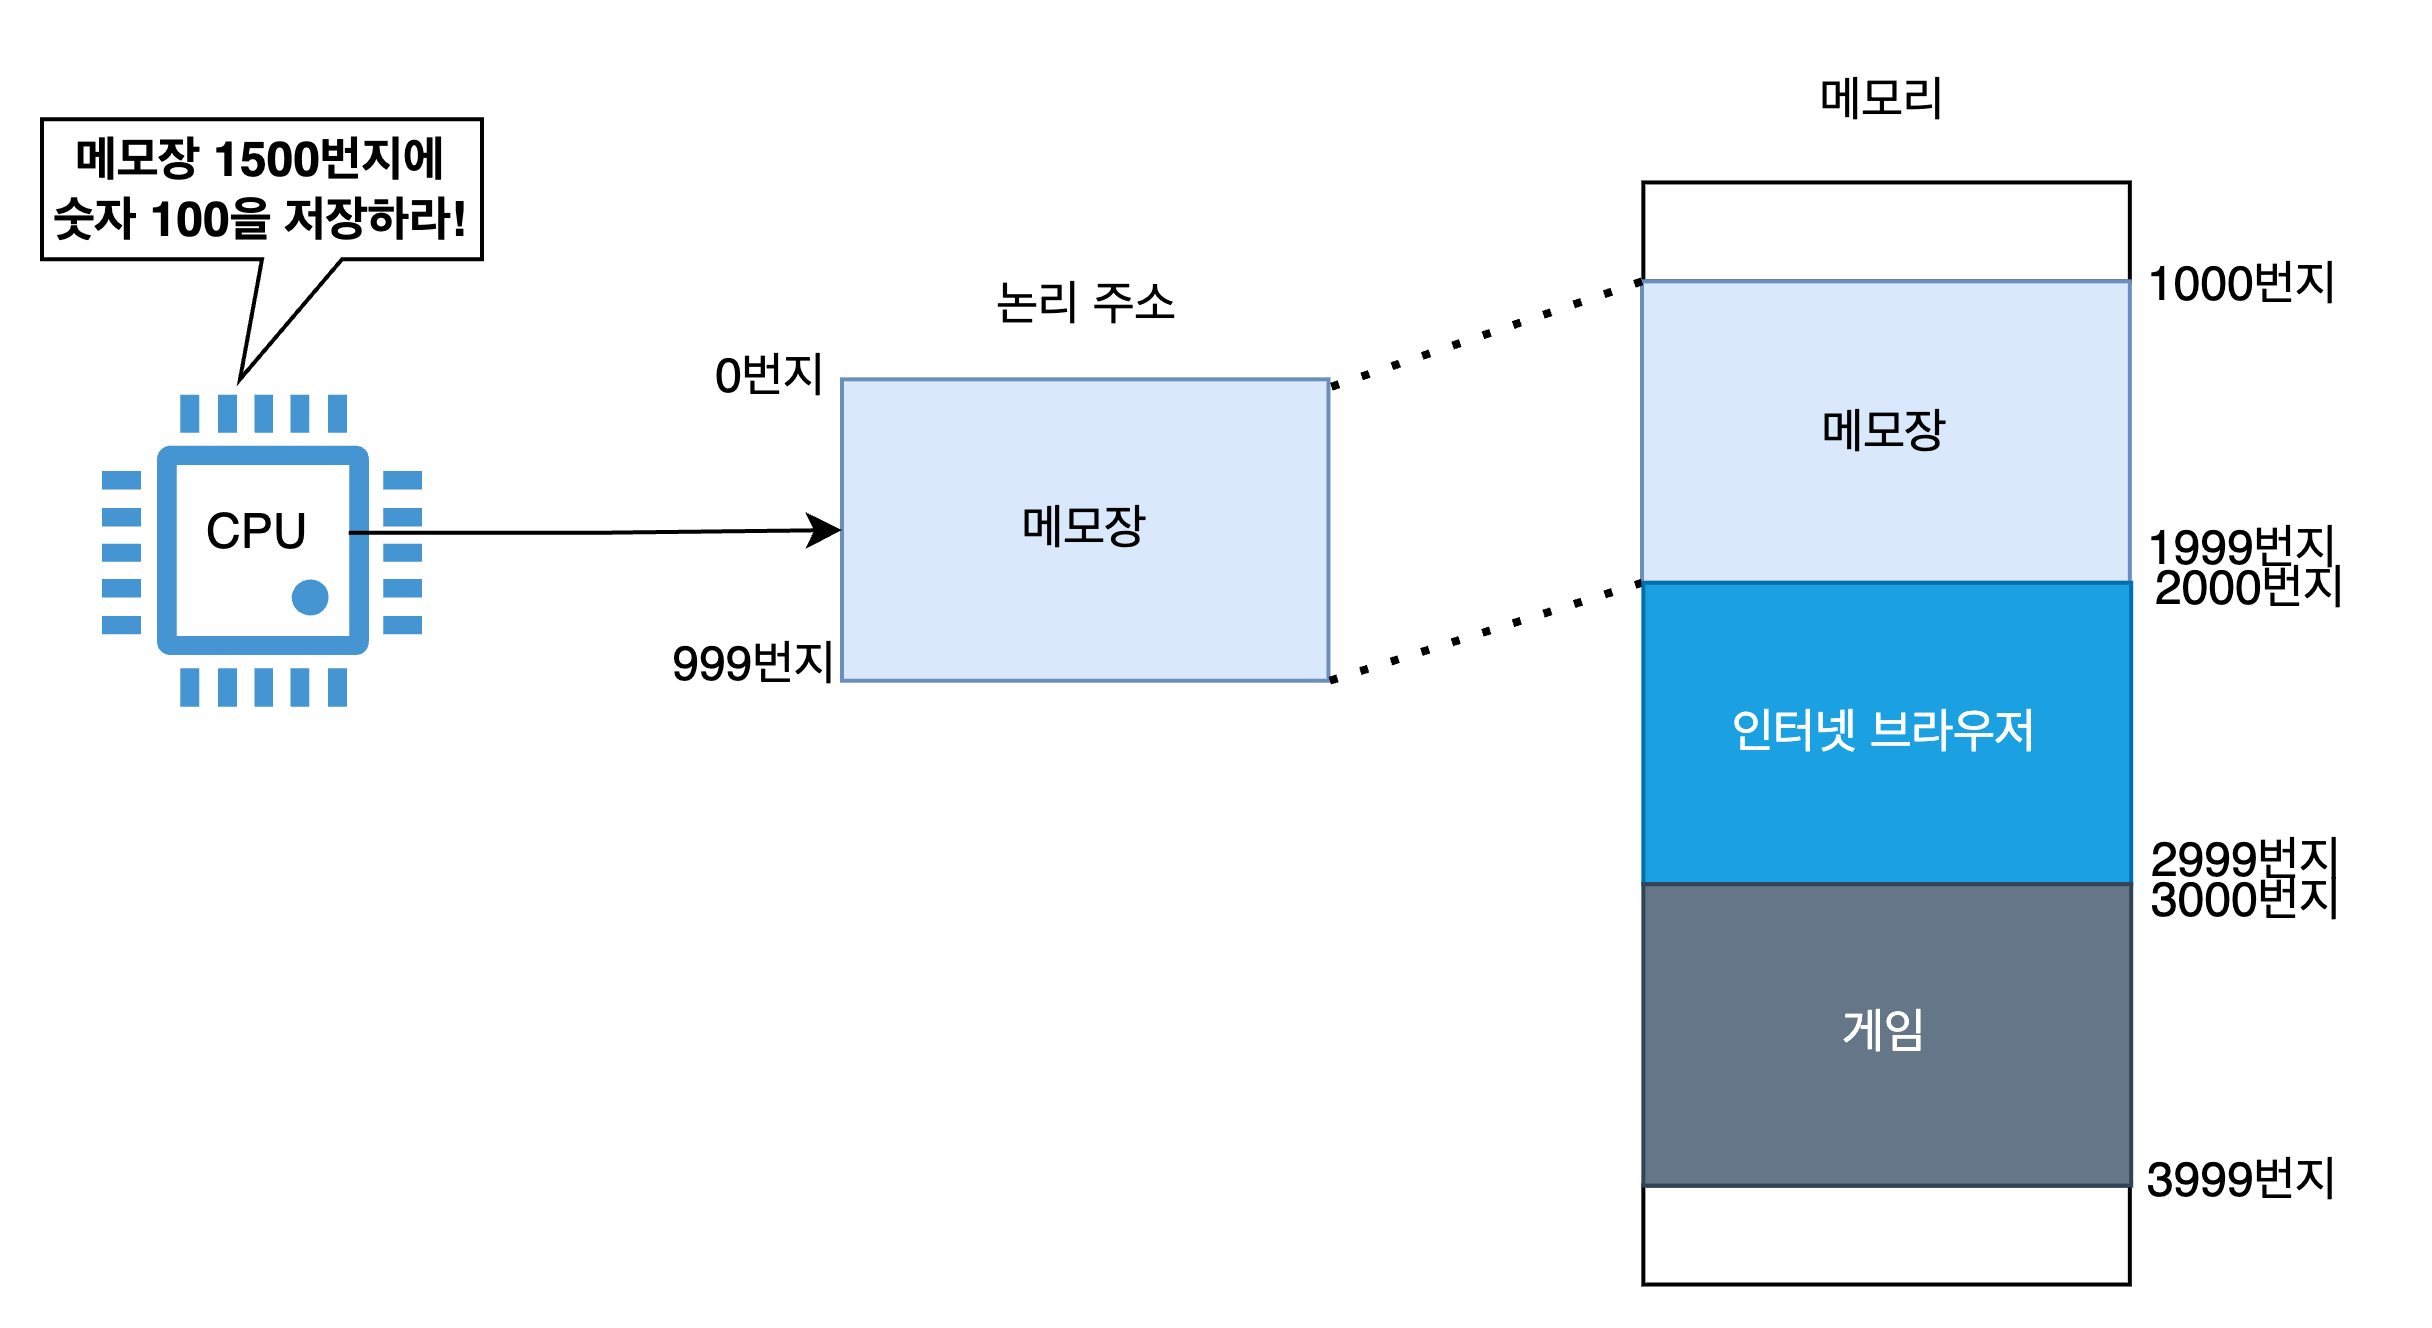 메모장 1500번지에
숫자 100을 저장하라!
CPU
논리 주소
0번지
메모장
999번지
메모리
1000번지
메모장
1999번지
2000번지
인터넷 브라우저
2999번지
3000번지
게임
3999번지